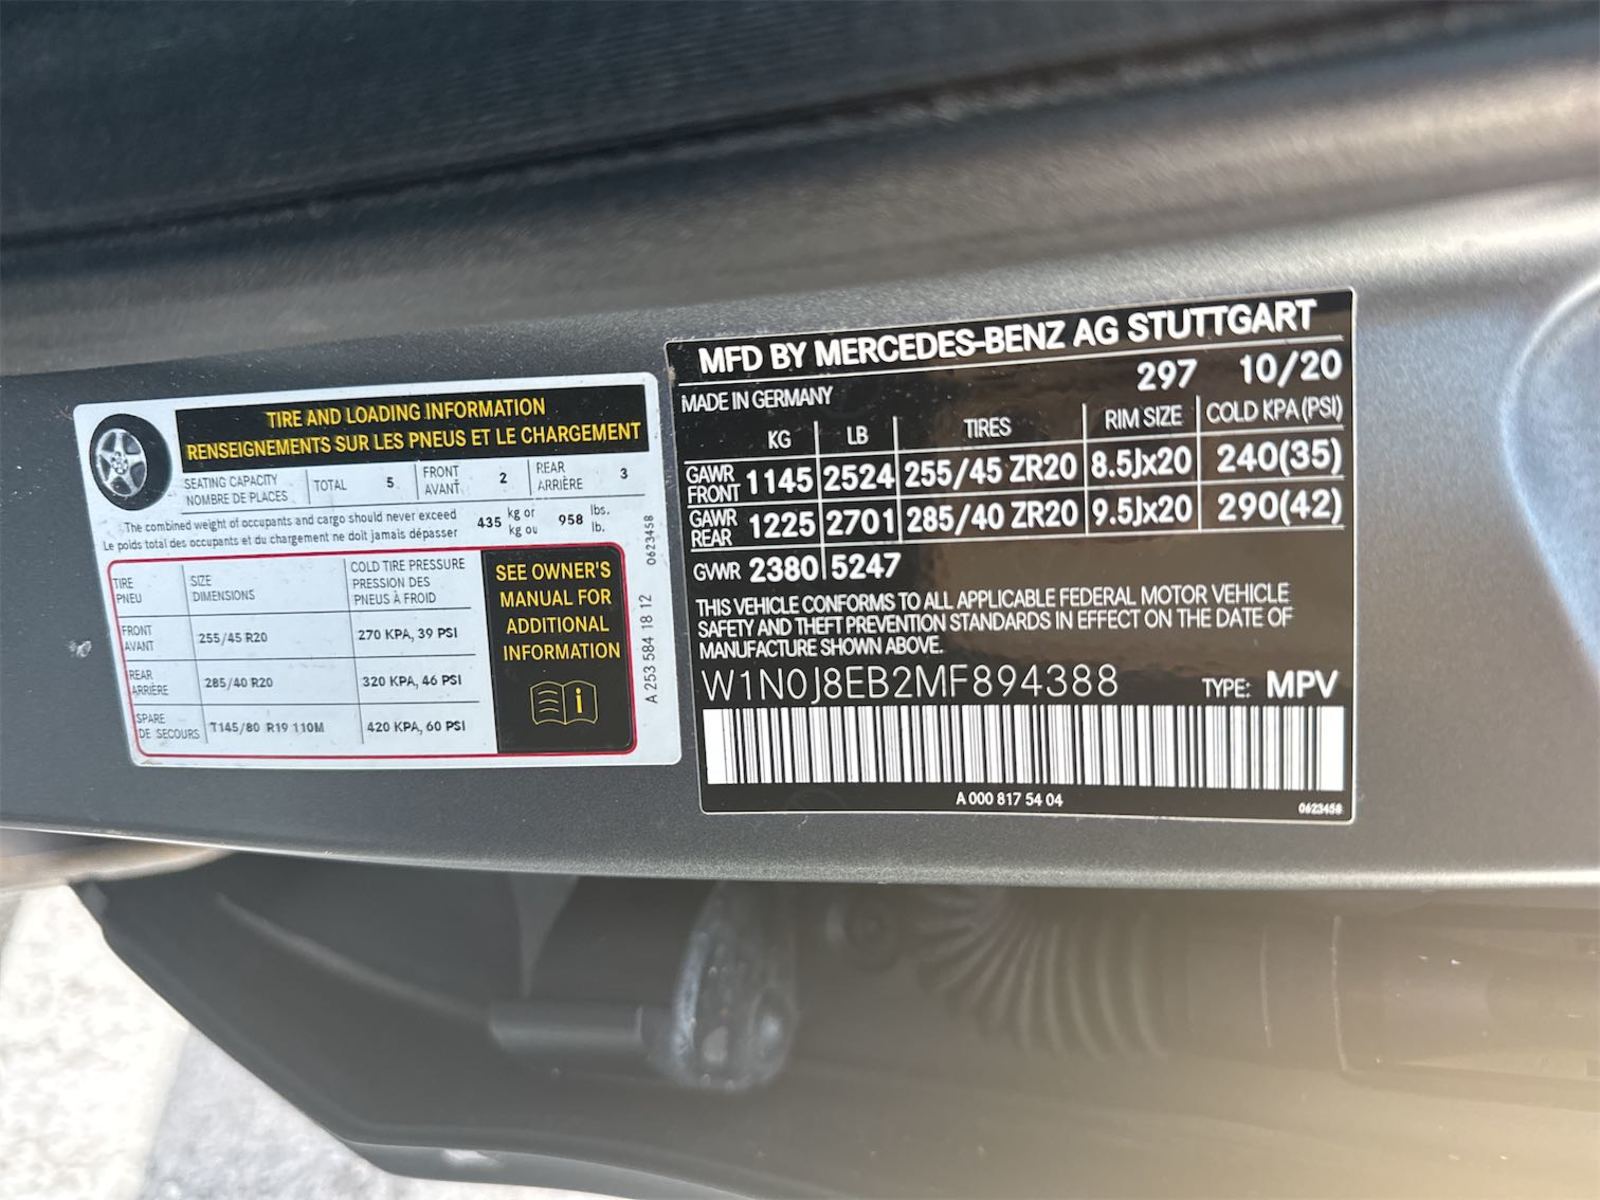 TIRE AND LOADING INFORMATION
RENSEIGNEMENTS SUR LES PNEUS ET LE CHARGEMENT
SEATING CAPACITY
NOMBRE DE PLACES
TOTAL 5
FRONT
AVANT
2
REAR
ARRIÈRE
3
The combined weight of occupants and cargo should never exceed
Le poids total des occupants et du chargement ne doit jamais dépasser
435 kg or
kg ou
958 lbs.
lb.
TIRE
PNEU
SIZE
DIMENSIONS
COLD TIRE PRESSURE
PRESSION DES
PNEUS À FROID
FRONT
AVANT
255/45 R20
270 KPA, 39 PSI
REAR
ARRIÈRE
285/40 R20
320 KPA, 46 PSI
SPARE
DE SECOURS
T145/80 R19 110M
420 KPA, 60 PSI
SEE OWNER'S
MANUAL FOR
ADDITIONAL
INFORMATION
i
A 253 584 18 12 0623458
MFD BY MERCEDES-BENZ AG STUTTGART
297 10/20
MADE IN GERMANY
KG LB TIRES RIM SIZE COLD KPA(PSI)
GAWR
FRONT
1145 2524 255/45 ZR20 8.5Jx20 240(35)
GAWR
REAR
1225 2701 285/40 ZR20 9.5Jx20 290(42)
GVWR 2380 5247
THIS VEHICLE CONFORMS TO ALL APPLICABLE FEDERAL MOTOR VEHICLE
SAFETY AND THEFT PREVENTION STANDARDS IN EFFECT ON THE DATE OF
MANUFACTURE SHOWN ABOVE.
W1N0J8EB2MF894388 TYPE: MPV
A 000 817 54 04
0623458